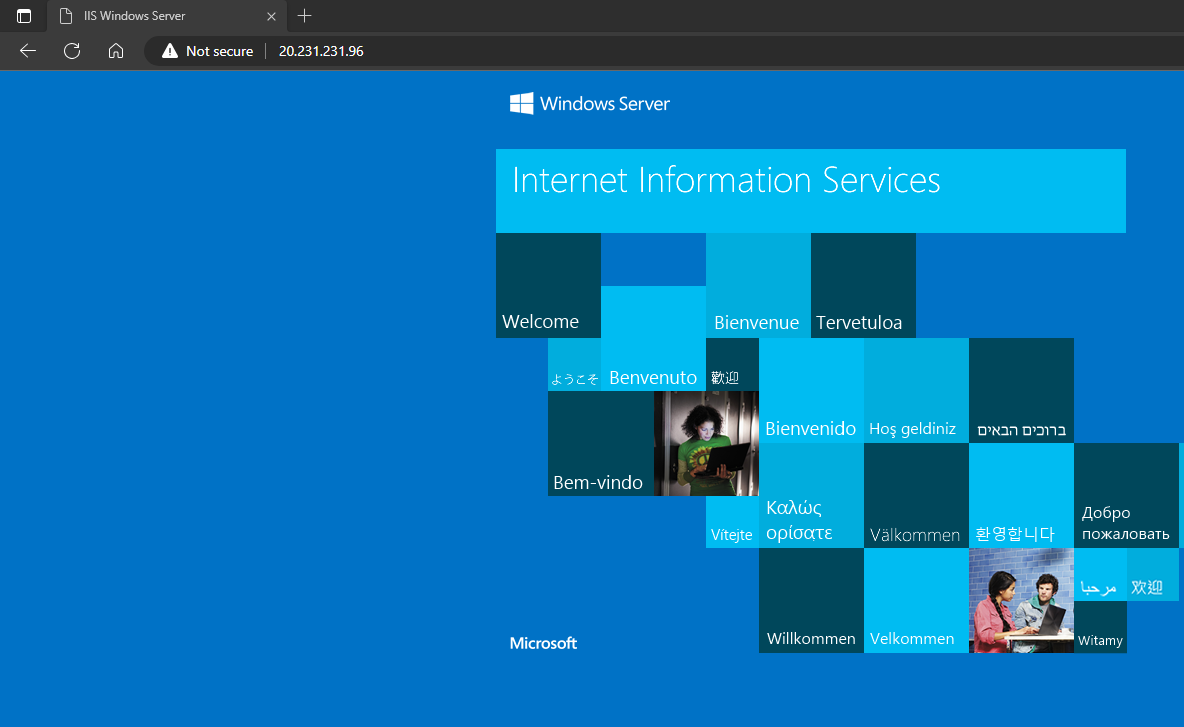 IIS Windows Server
Not secure
20.231.231.96
Windows Server
Internet Information Services
Welcome
Bienvenue
Tervetuloa
ようこそ
Benvenuto
歡迎
Bienvenido
Hoş geldiniz
ברוכים הבאים
Bem-vindo
Vítejte
Καλώς
ορίσατε
Välkommen
환영합니다
Добро
пожаловать
مرحبا
欢迎
Willkommen
Velkommen
Witamy
Microsoft